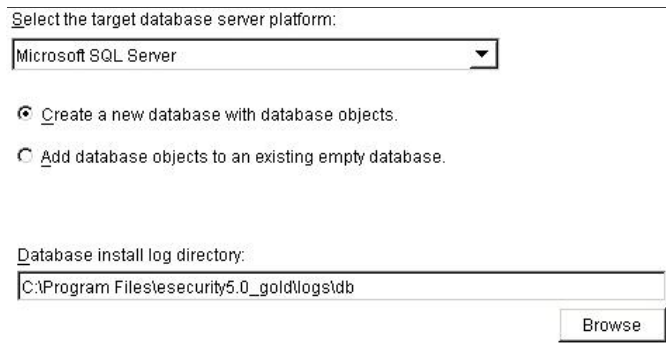 Select the target database server platform:
Microsoft SQL Server
Create a new database with database objects.
Add database objects to an existing empty database.
Database install log directory:
C:\Program Files\esecurity5.0_gold\logs\db
Browse